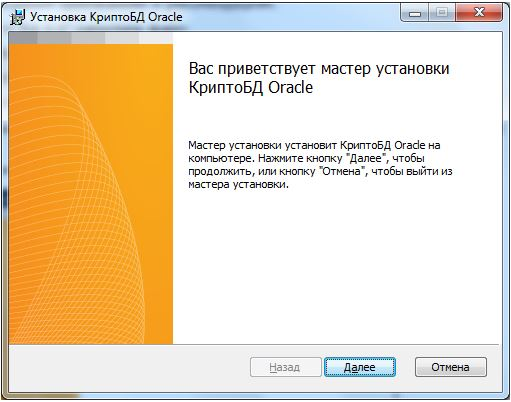 Установка КриптоБД Oracle
Вас приветствует мастер установки
КриптоБД Oracle
Мастер установки установит КриптоБД Oracle на
компьютере. Нажмите кнопку "Далее", чтобы
продолжить, или кнопку "Отмена", чтобы выйти из
мастера установки.
Назад
Далее
Отмена